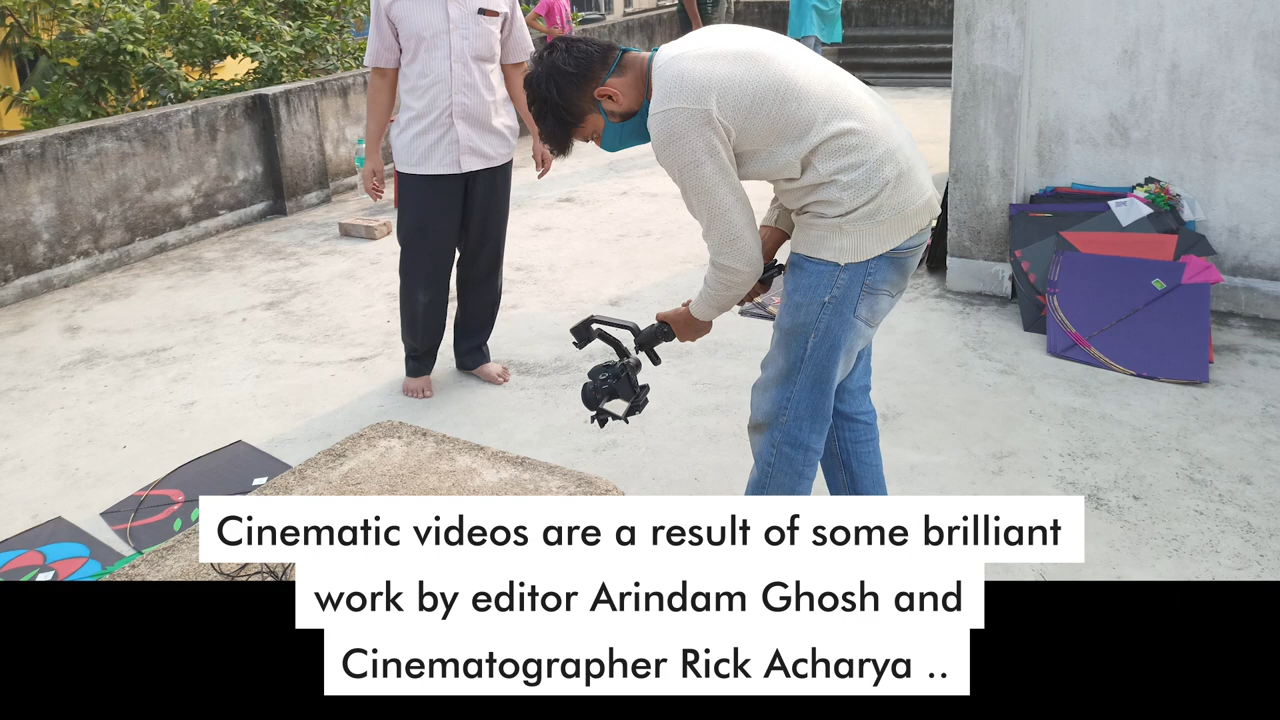 Cinematic videos are a result of some brilliant
work by editor Arindam Ghosh and
Cinematographer Rick Acharya ..